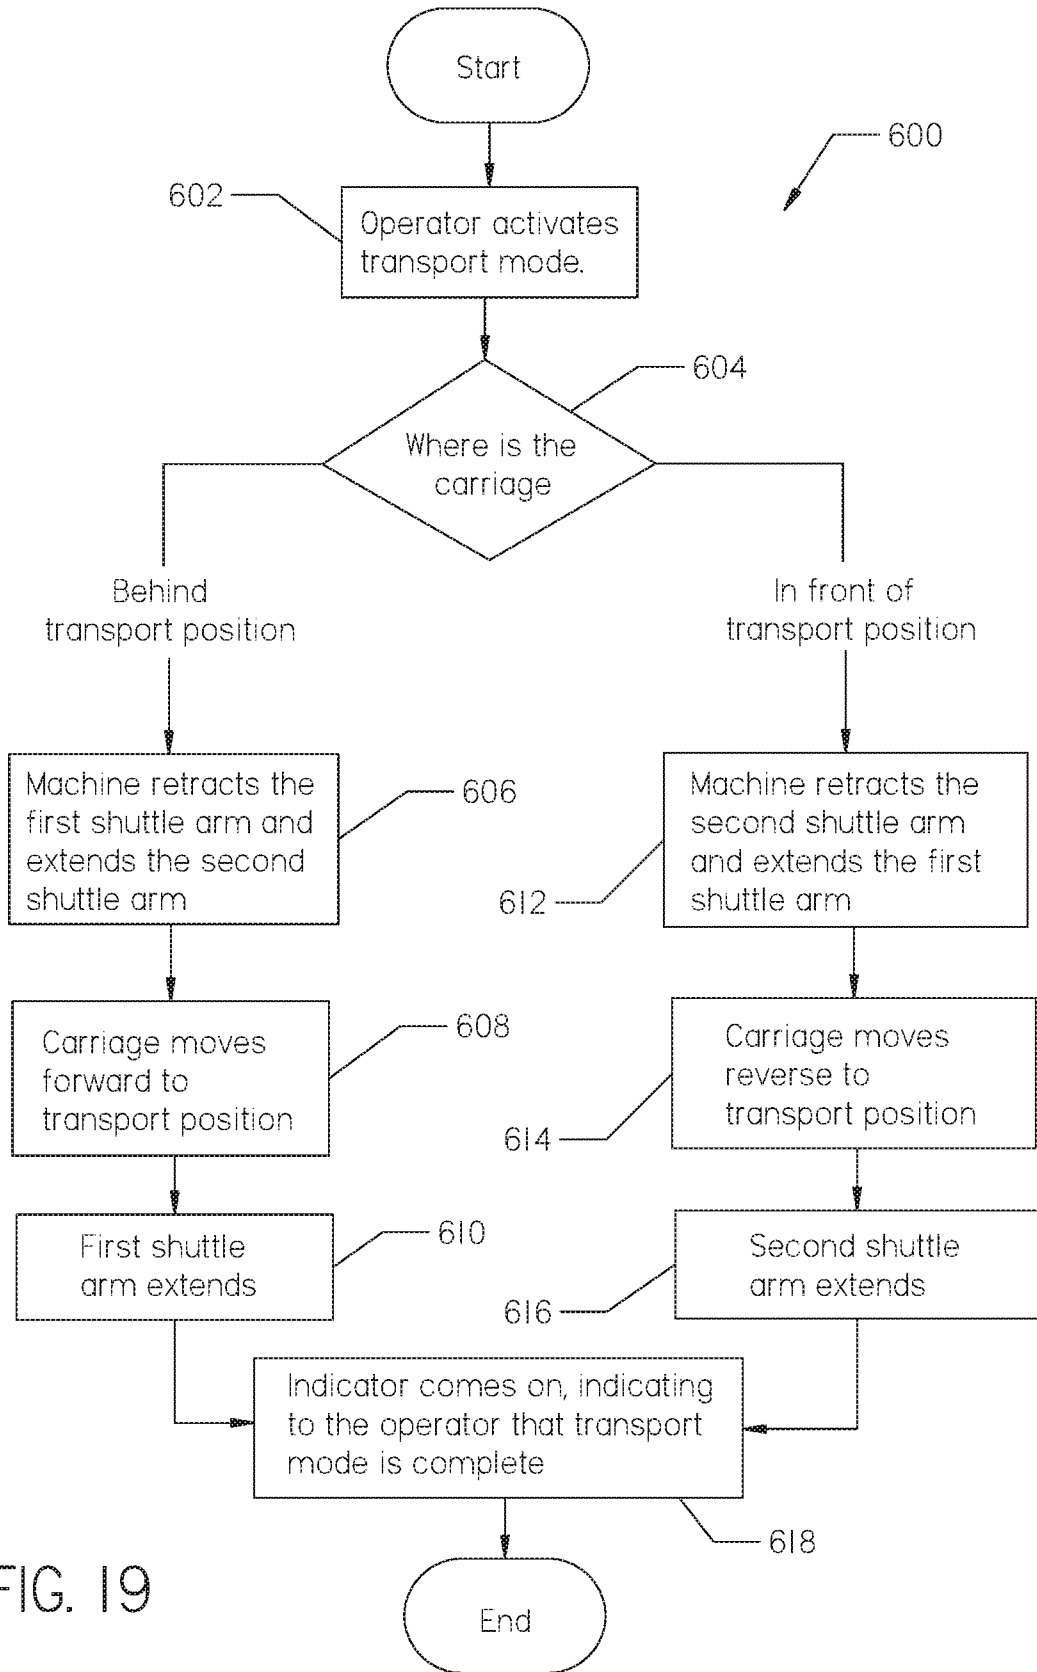 Start
600
602
Operator activates
transport mode.
604
Where is the
carriage
Behind
transport position
In front of
transport position
Machine retracts the
first shuttle arm and
extends the second
shuttle arm
606
Machine retracts the
second shuttle arm
and extends the first
shuttle arm
612
Carriage moves
forward to
transport position
608
Carriage moves
reverse to
transport position
614
First shuttle
arm extends
610
Second shuttle
arm extends
616
Indicator comes on, indicating
to the operator that transport
mode is complete
618
FIG. 19
End